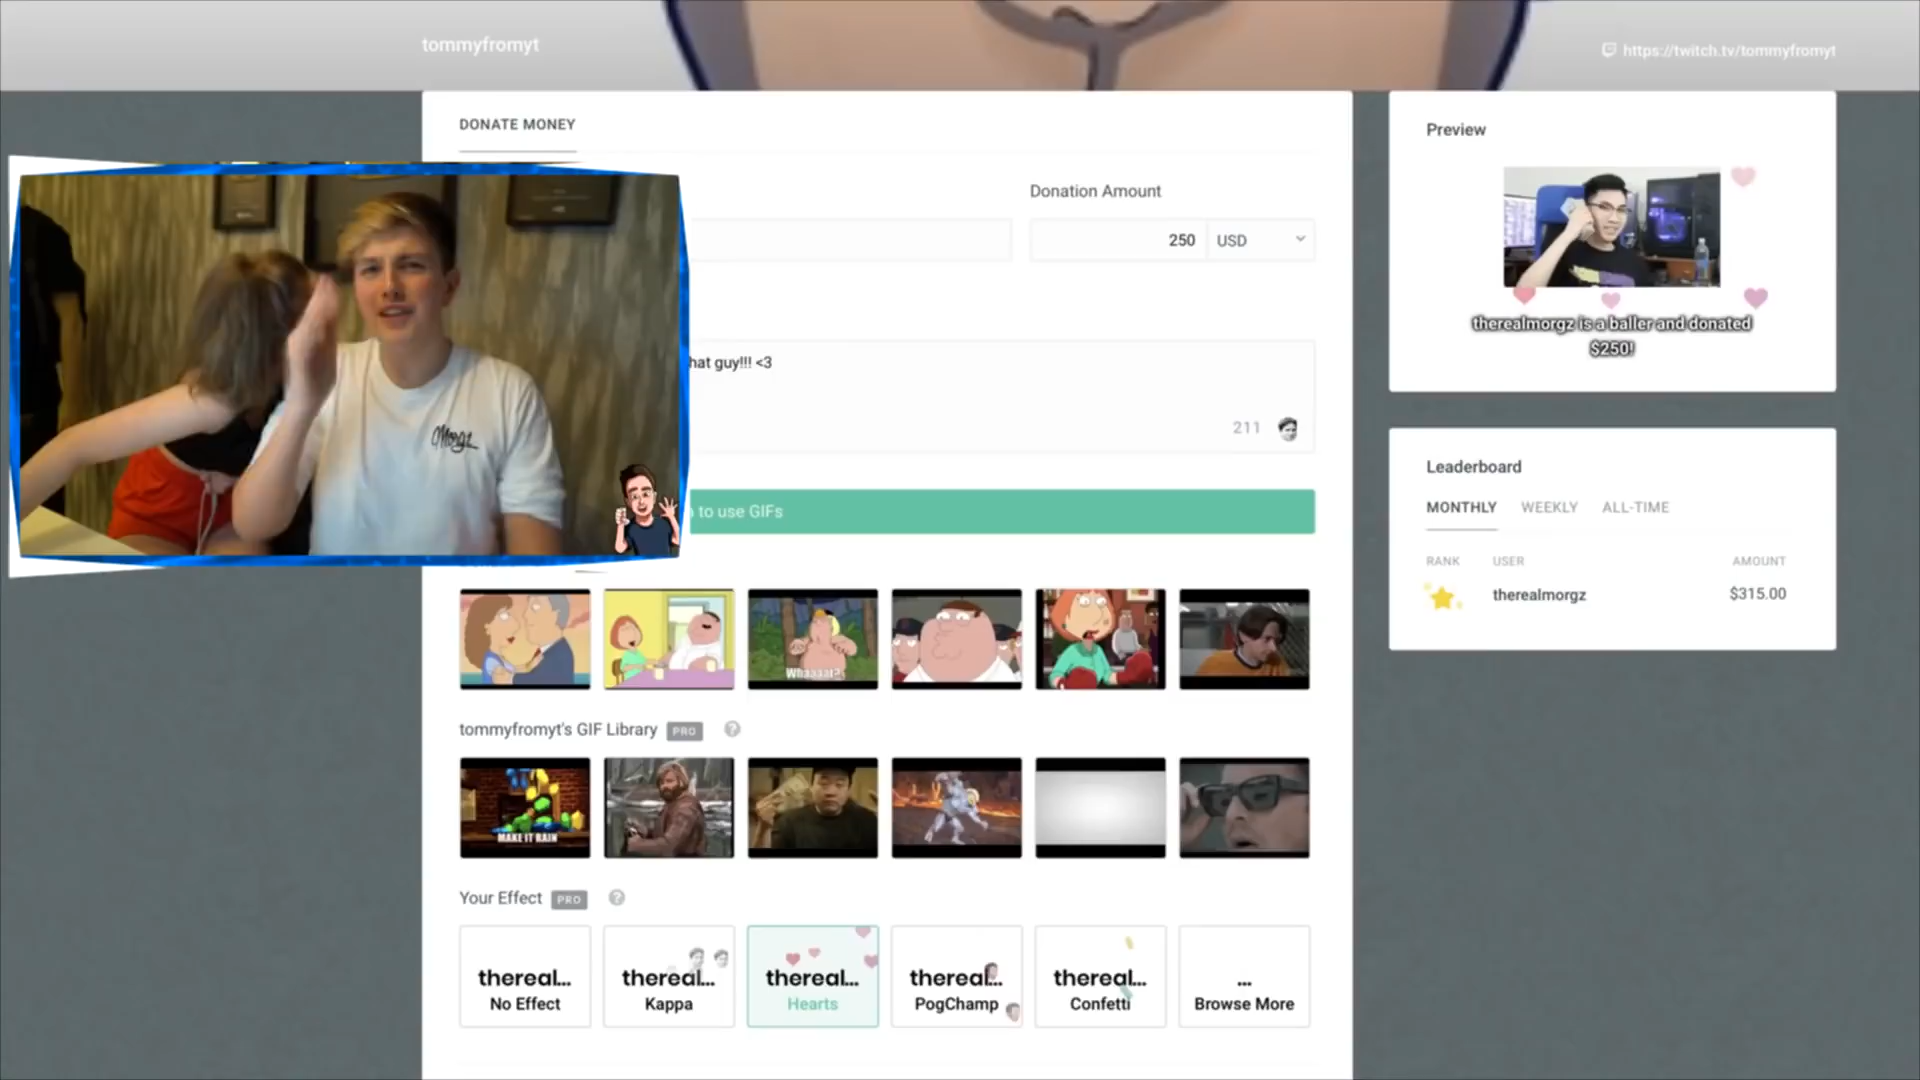 tommyfromyt
https://twitch.tv/tommyfromyt
DONATE MONEY
Donation Amount
250 USD
hat guy!!! <3
211
to use GIFs
Whaaaat?
tommyfromyt's GIF Library PRO ?
MAKE IT RAIN
Your Effect PRO ?
thereal...
No Effect
thereal...
Kappa
thereal...
Hearts
thereal...
PogChamp
thereal...
Confetti
...
Browse More
Morgz
Preview
therealmorgz is a baller and donated
$250!
Leaderboard
MONTHLY WEEKLY ALL-TIME
RANK USER AMOUNT
therealmorgz $315.00